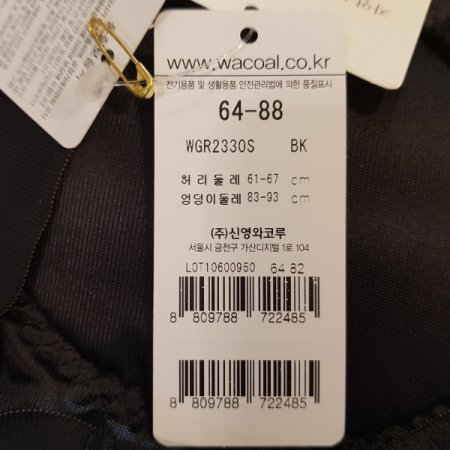 www.wacoal.co.kr
전기용품 및 생활용품 안전관리법에 의한 품질표시
64-88
WGR2330S BK
허리둘레 61-67 cm
엉덩이둘레 83-93 cm
(주)신영와코루
서울시 금천구 가산디지털 1로 104
LOT10600950 64 82
8 809788 722485
8 809788 722485